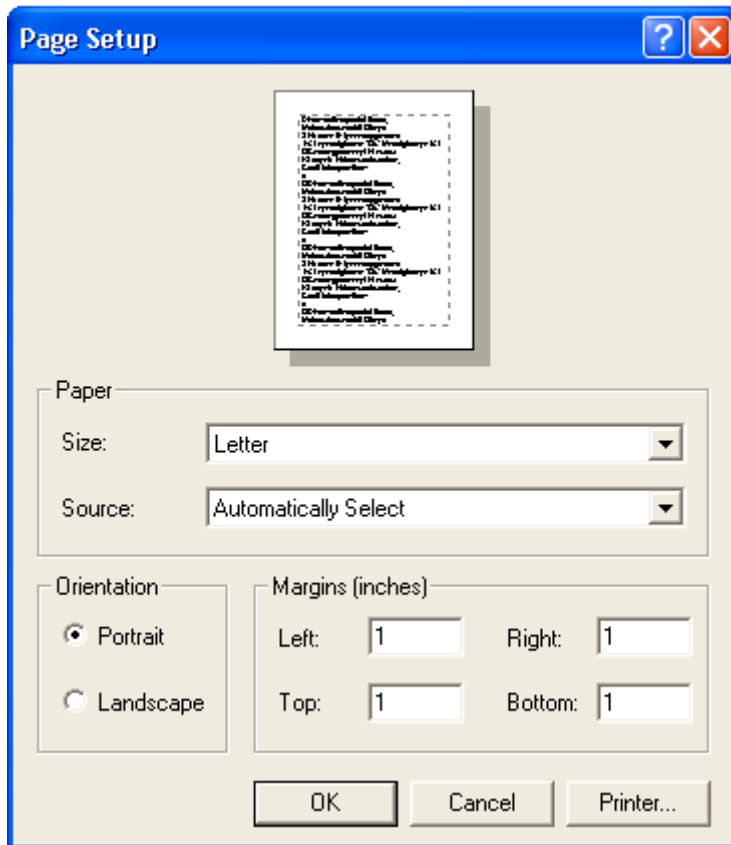 Page Setup
Paper
Size: Letter
Source: Automatically Select
Orientation
Portrait
Landscape
Margins (inches)
Left: 1 Right: 1
Top: 1 Bottom: 1
OK Cancel Printer...